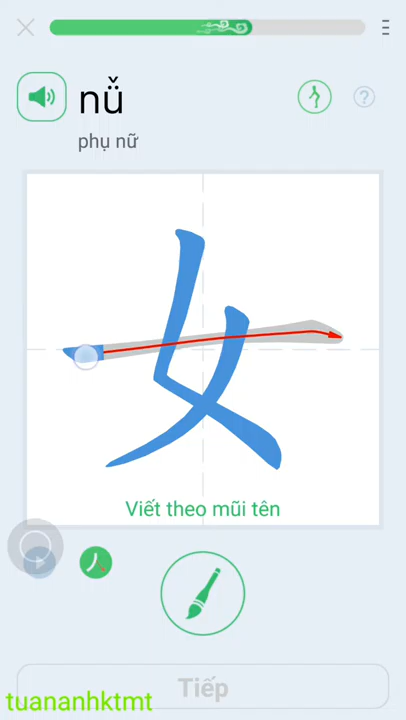 nǚ
?
phụ nữ
女
Viết theo mũi tên
Tiếp
tuananhktmt